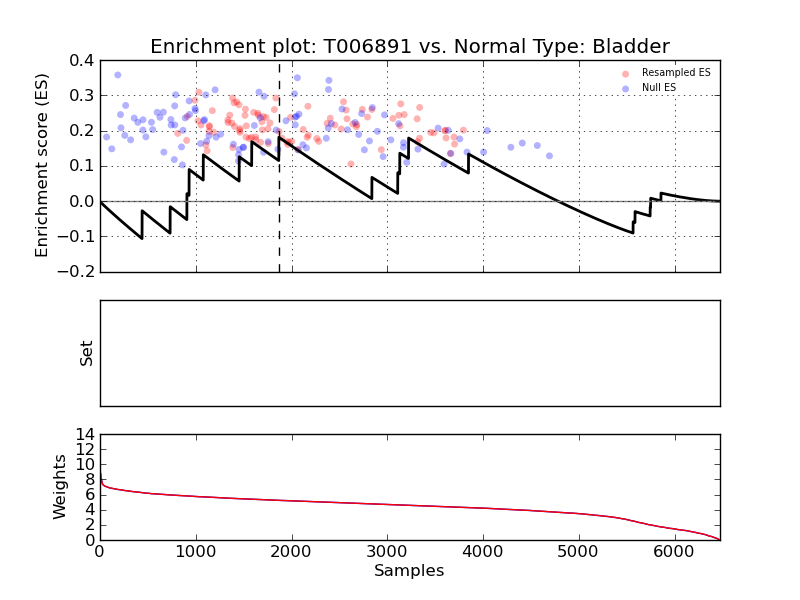 Enrichment plot: T006891 vs. Normal Type: Bladder
Enrichment score (ES)
0.4
0.3
0.2
0.1
0.0
−0.1
−0.2
Resampled ES
Null ES
Set
Weights
14
12
10
8
6
4
2
0
0 1000 2000 3000 4000 5000 6000
Samples